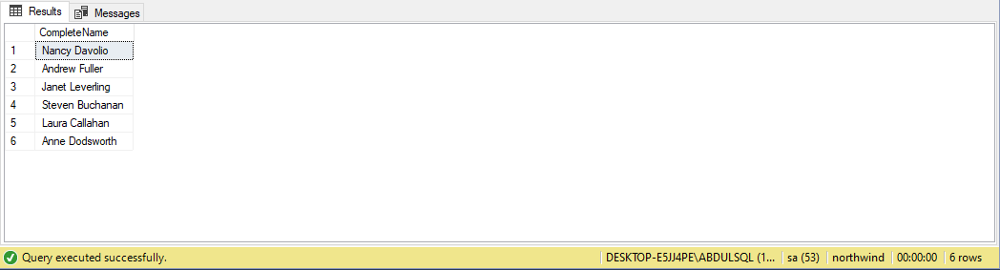 Results Messages
CompleteName
1 Nancy Davolio
2 Andrew Fuller
3 Janet Leverling
4 Steven Buchanan
5 Laura Callahan
6 Anne Dodsworth
Query executed successfully. DESKTOP-E5JJ4PE\ABDULSQL (1... sa (53) northwind 00:00:00 6 rows